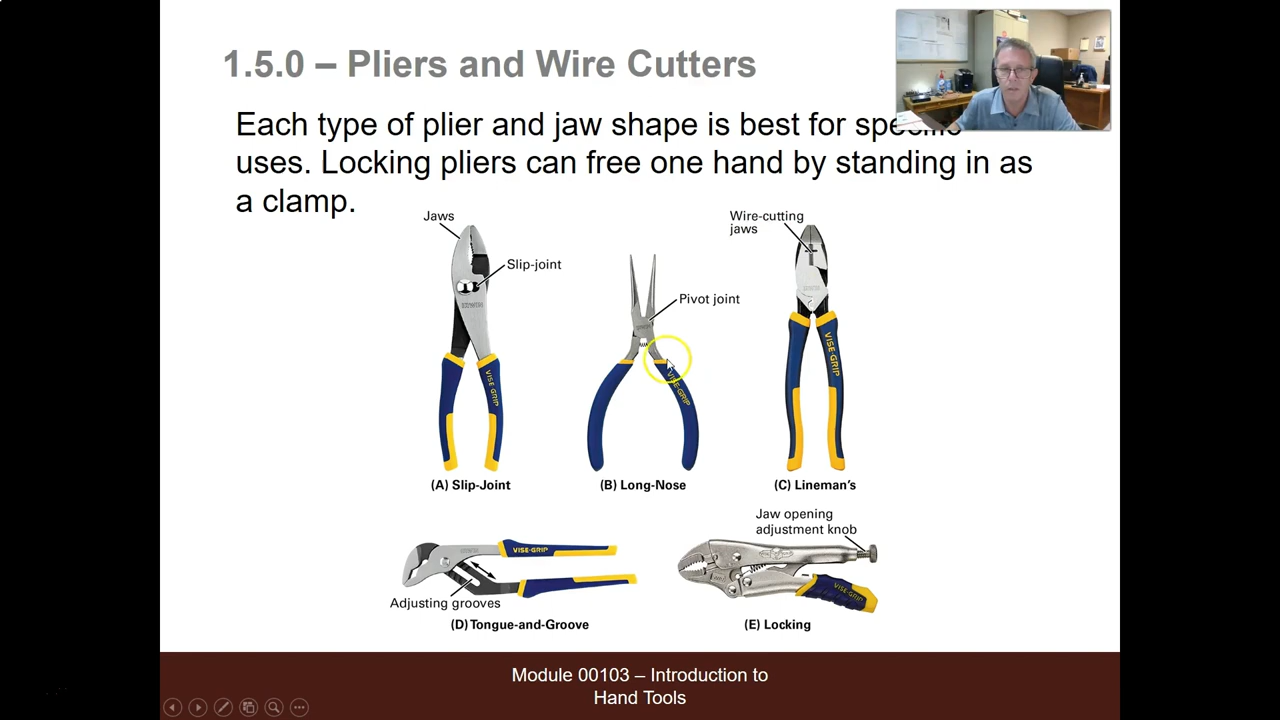 1.5.0 – Pliers and Wire Cutters
Each type of plier and jaw shape is best for specific
uses. Locking pliers can free one hand by standing in as
a clamp.
Jaws
Slip-joint
Pivot joint
Wire-cutting
jaws
VISE-GRIP
VISE-GRIP
VISE-GRIP
(A) Slip-Joint
(B) Long-Nose
(C) Lineman's
Jaw opening
adjustment knob
VISE-GRIP
VISE-GRIP
Adjusting grooves
(D) Tongue-and-Groove
(E) Locking
Module 00103 – Introduction to
Hand Tools